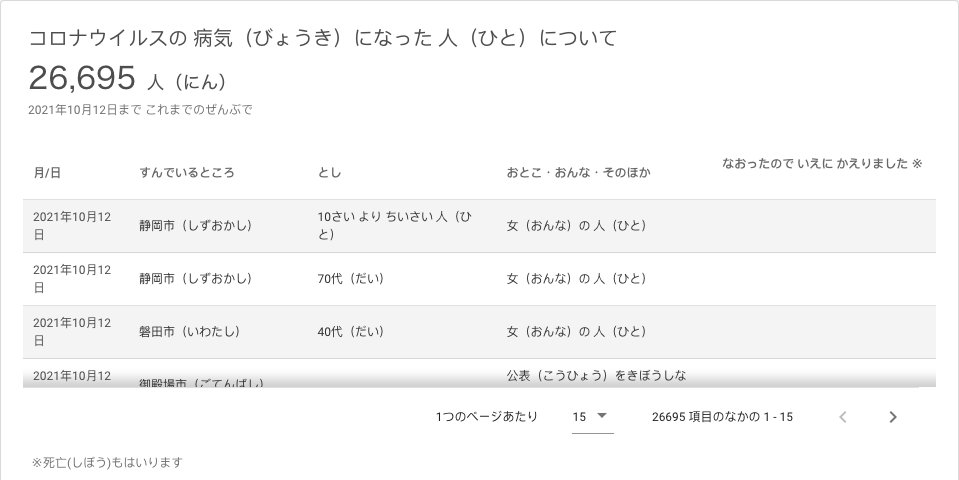 コロナウイルスの 病気（びょうき）になった 人（ひと）について
26,695 人（にん）
2021年10月12日まで これまでのぜんぶで
月/日 すんでいるところ とし おとこ・おんな・そのほか なおったので いえに かえりました ※
2021年10月12日 静岡市（しずおかし） 10さい より ちいさい 人（ひと） 女（おんな）の 人（ひと）
2021年10月12日 静岡市（しずおかし） 70代（だい） 女（おんな）の 人（ひと）
2021年10月12日 磐田市（いわたし） 40代（だい） 女（おんな）の 人（ひと）
2021年10月12 御殿場市（ごてんばし） 公表（こうひょう）をきぼうしな
1つのページあたり 15 26695 項目のなかの 1 - 15
※死亡(しぼう)もはいります